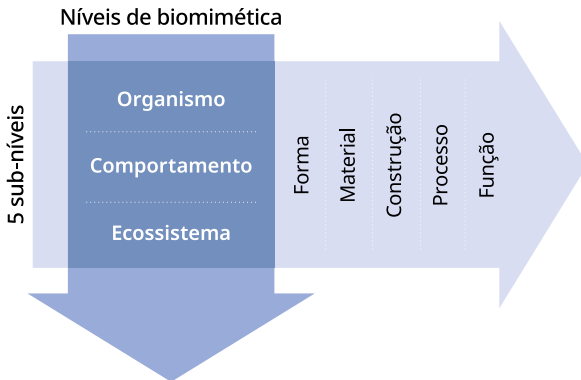 Níveis de biomimética
5 sub-níveis
Organismo
Comportamento
Ecossistema
Forma
Material
Construção
Processo
Função